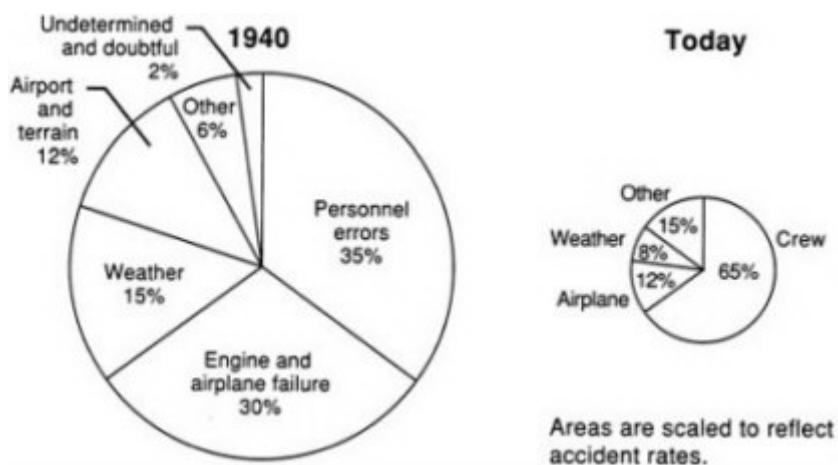 Undetermined
and doubtful
2%
1940
Today
Airport
and
terrain
12%
Other
6%
Personnel
errors
35%
Weather
15%
Engine and
airplane failure
30%
Other
15%
Weather
8%
Crew
65%
12%
Airplane
Areas are scaled to reflect
accident rates.